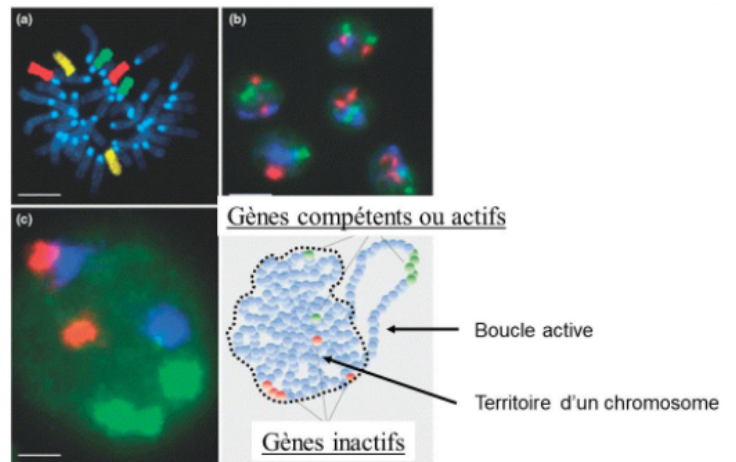 (a)
(b)
Gènes compétents ou actifs
(c)
Boucle active
Territoire d'un chromosome
Gènes inactifs